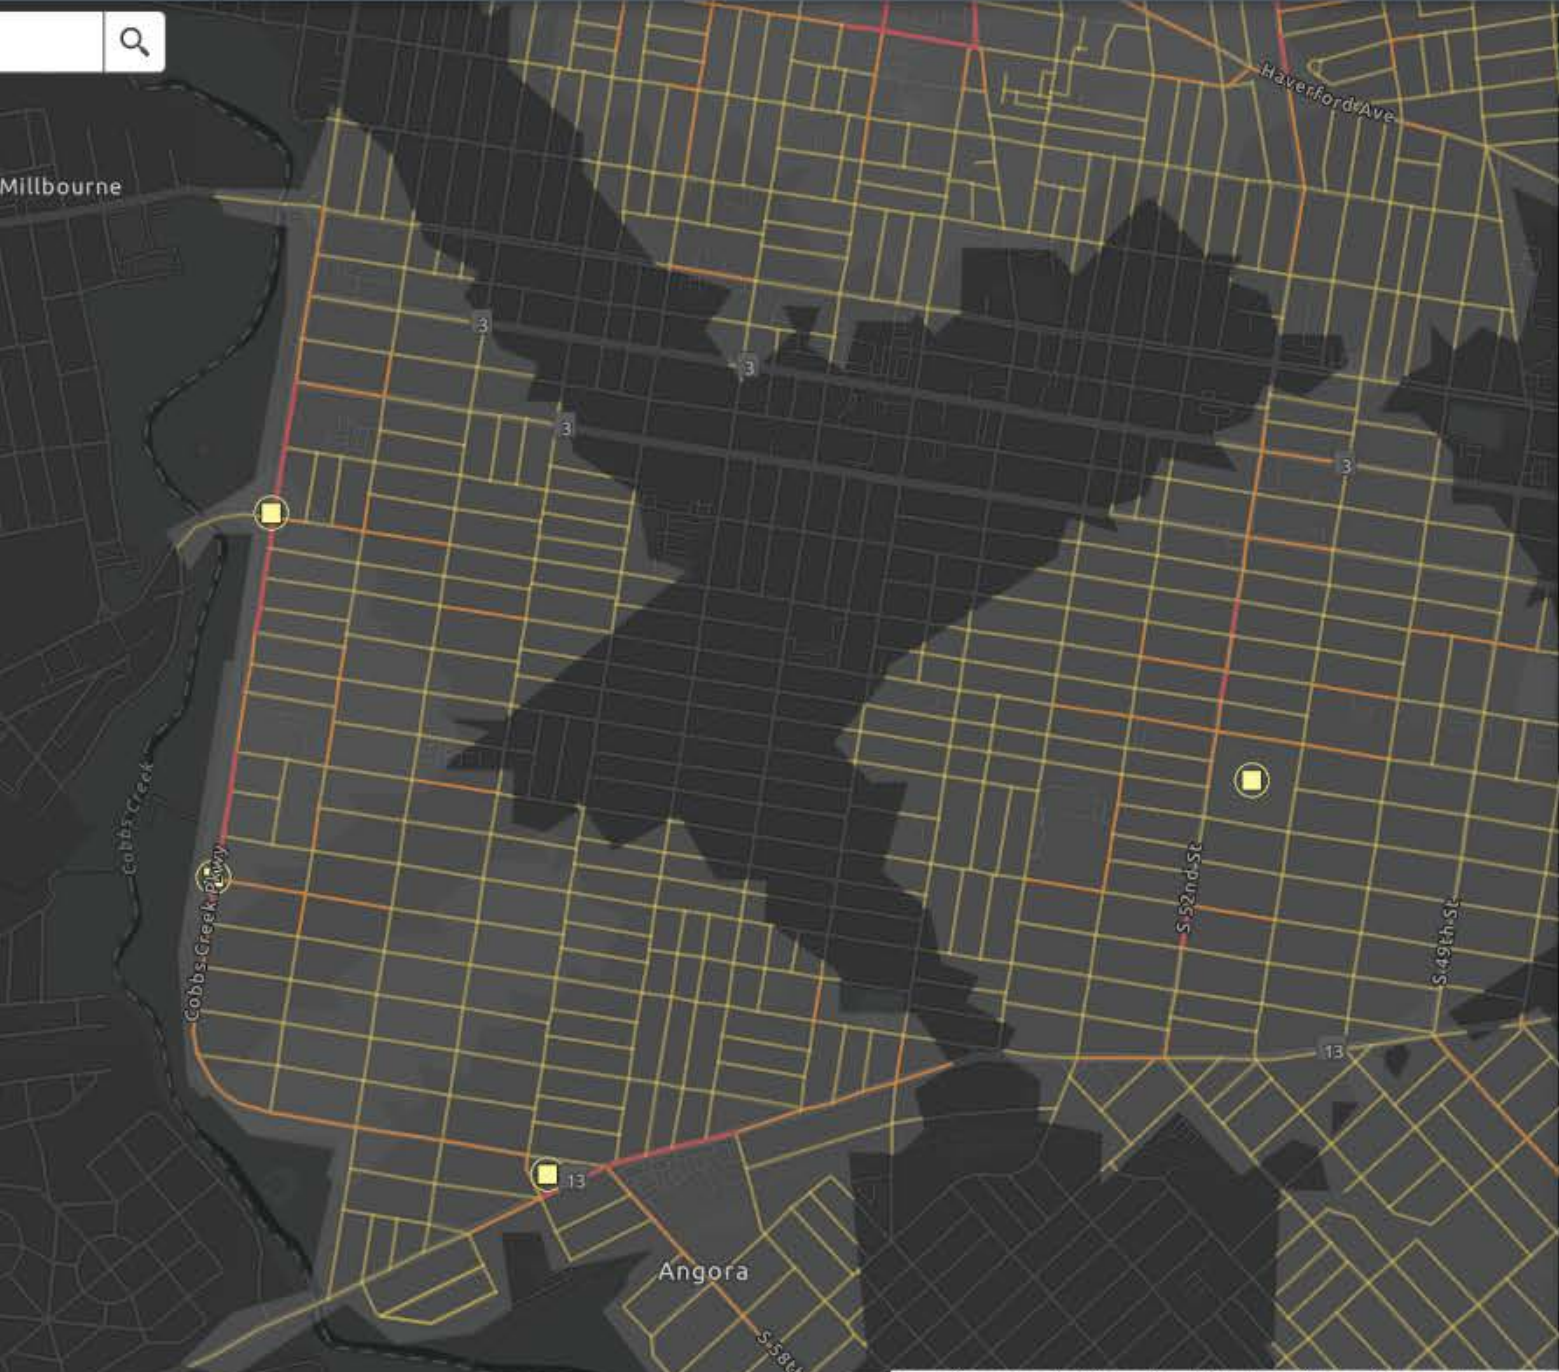 Haverford Ave
Millbourne
3
3
3
3
Cobbs Creek
Cobbs Creek Pkwy
S 52nd St
S 49th St
13
13
Angora
S 58th